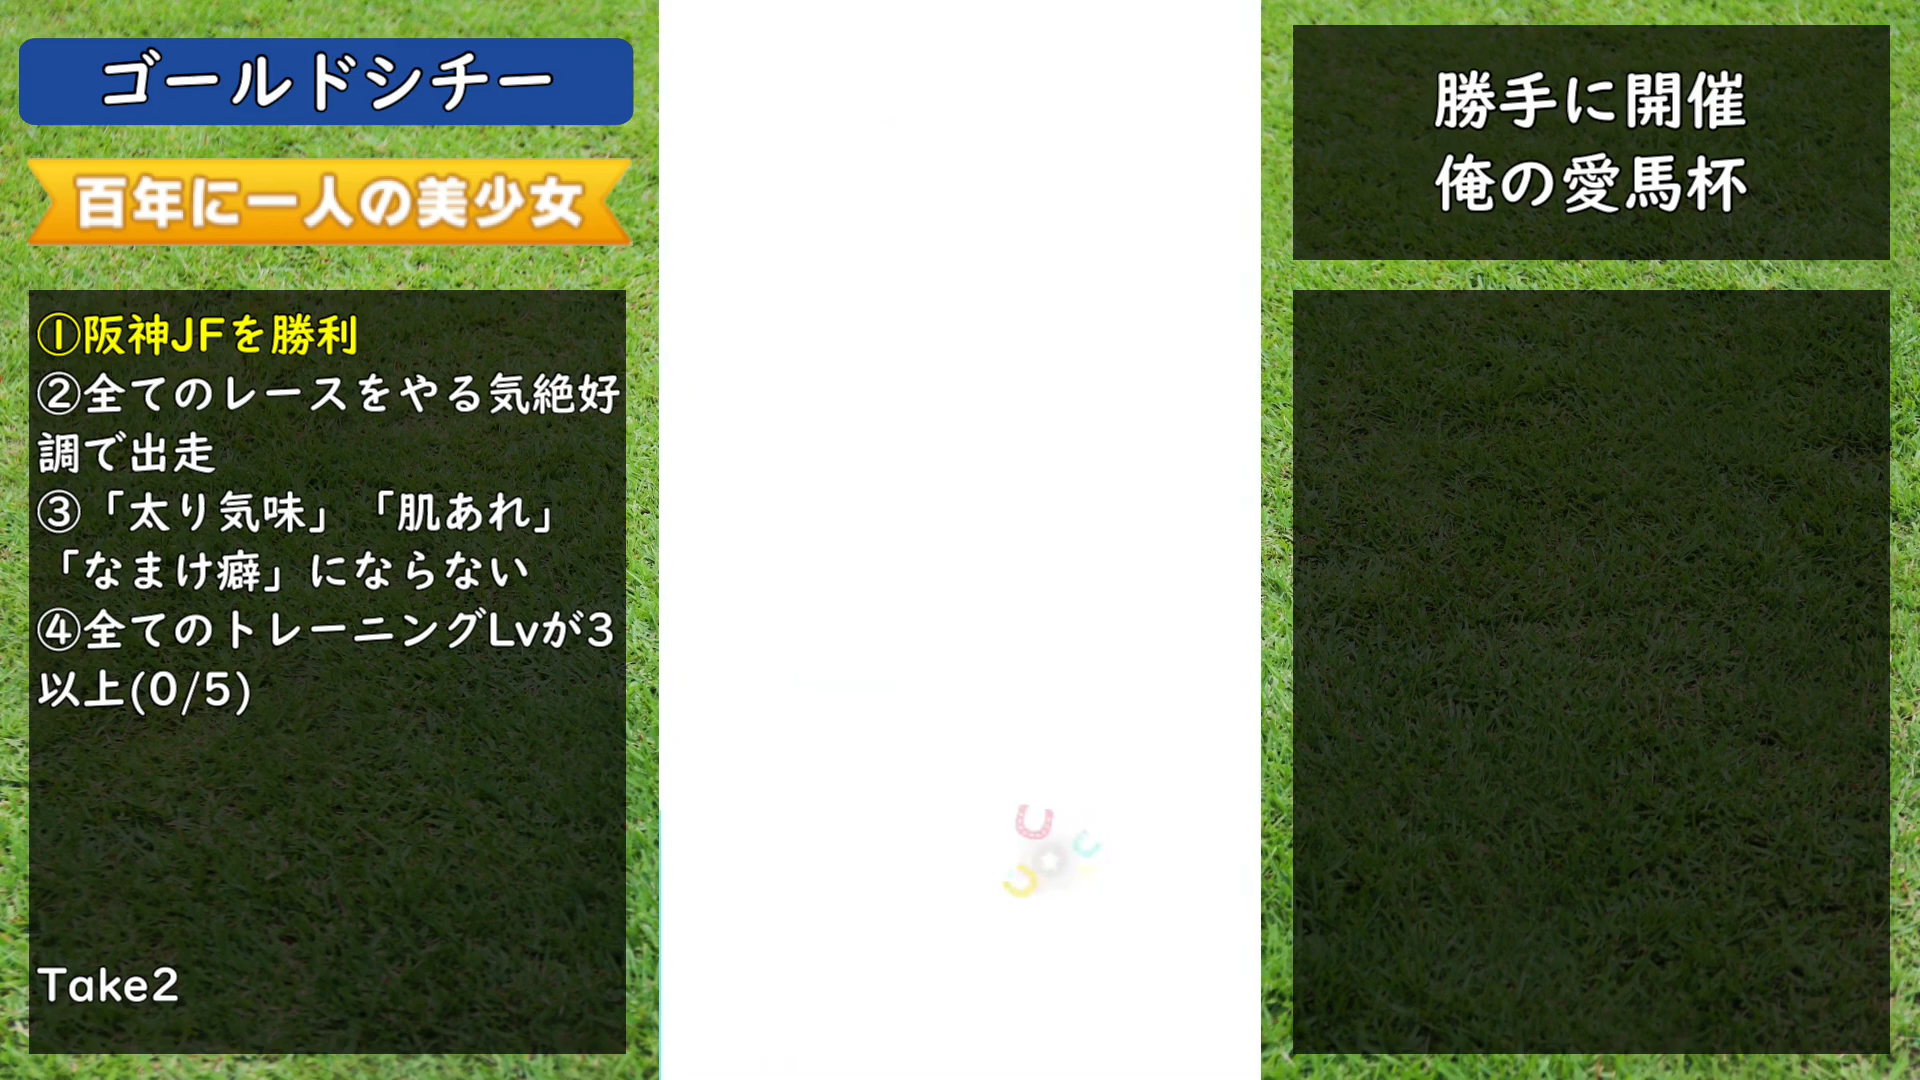 ゴールドシチー
百年に一人の美少女
①阪神JFを勝利
②全てのレースをやる気絶好
調で出走
③「太り気味」「肌あれ」
「なまけ癖」にならない
④全てのトレーニングLvが3
以上(0/5)
Take2
勝手に開催
俺の愛馬杯